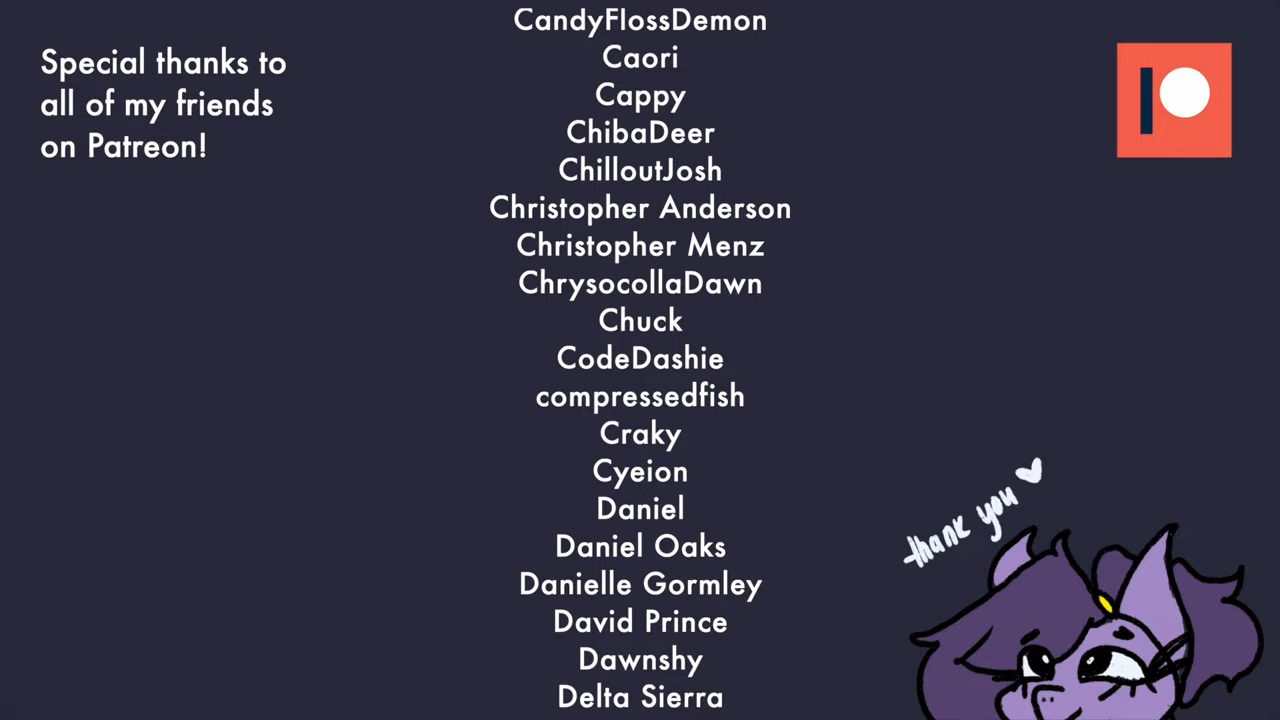 Special thanks to
all of my friends
on Patreon!
CandyFlossDemon
Caori
Cappy
ChibaDeer
ChilloutJosh
Christopher Anderson
Christopher Menz
ChrysocollaDawn
Chuck
CodeDashie
compressedfish
Craky
Cyeion
Daniel
Daniel Oaks
Danielle Gormley
David Prince
Dawnshy
Delta Sierra
thank you